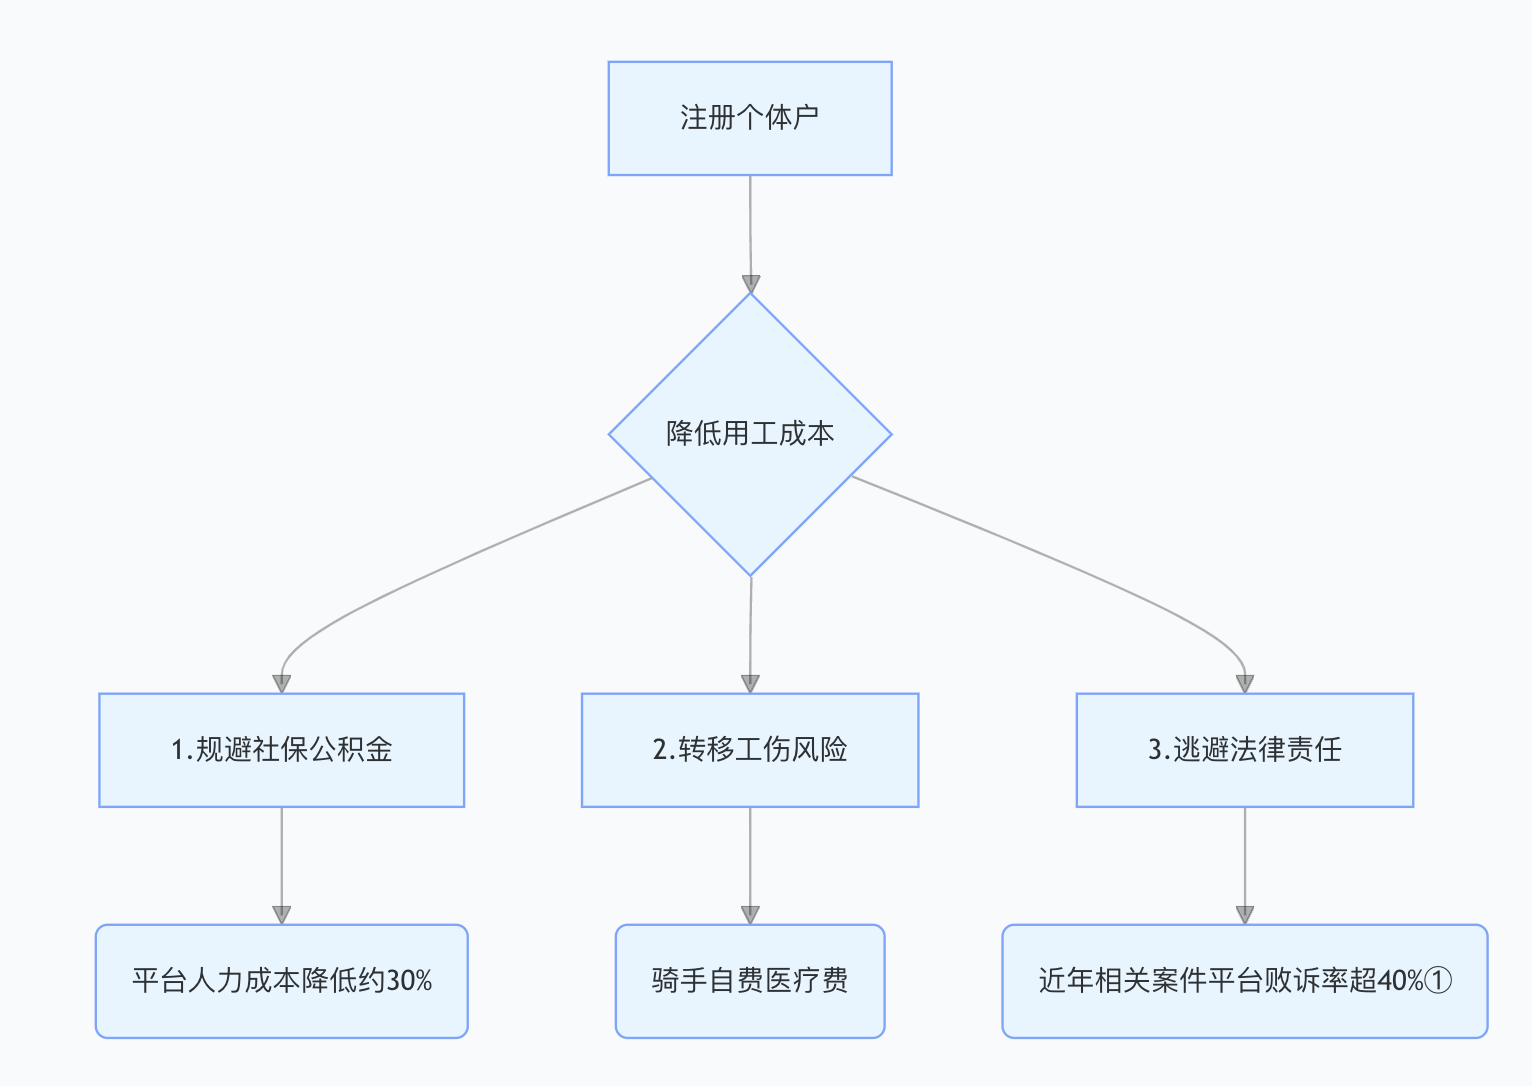 注册个体户
降低用工成本
1.规避社保公积金
2.转移工伤风险
3.逃避法律责任
平台人力成本降低约30%
骑手自费医疗费
近年相关案件平台败诉率超40%①